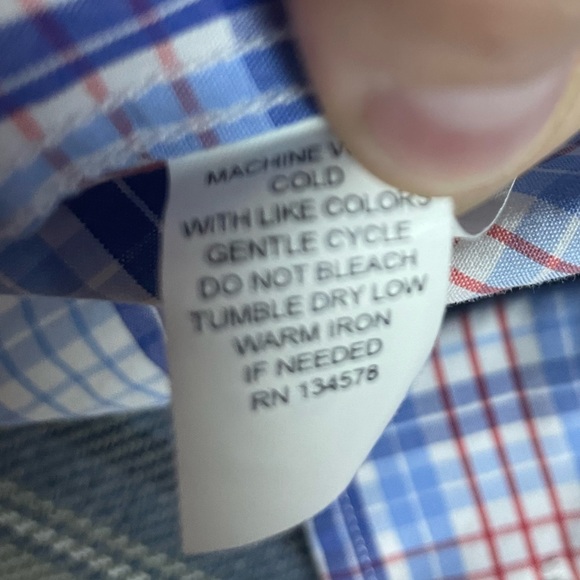 MACHINE
COLD
WITH LIKE COLORS
GENTLE CYCLE
DO NOT BLEACH
TUMBLE DRY LOW
WARM IRON
IF NEEDED
RN 134578